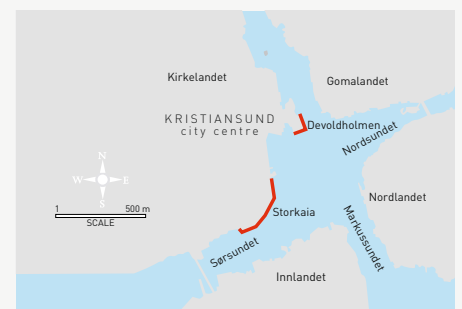 Kirkelandet
Gomalandet
KRISTIANSUND
city centre
Devoldholmen
Nordsundet
N
W E
S
1 500 m
SCALE
Storkaia
Nordlandet
Markussundet
Sørsundet
Innlandet